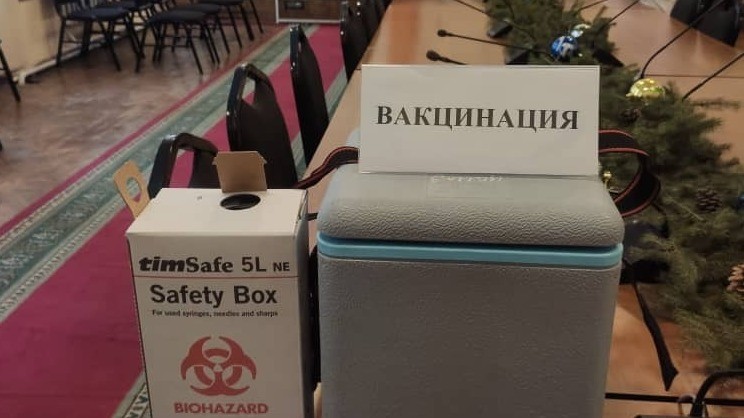 ВАКЦИНАЦИЯ
timSafe 5L NE
Safety Box
For used syringes, needles and sharps
BIOHAZARD